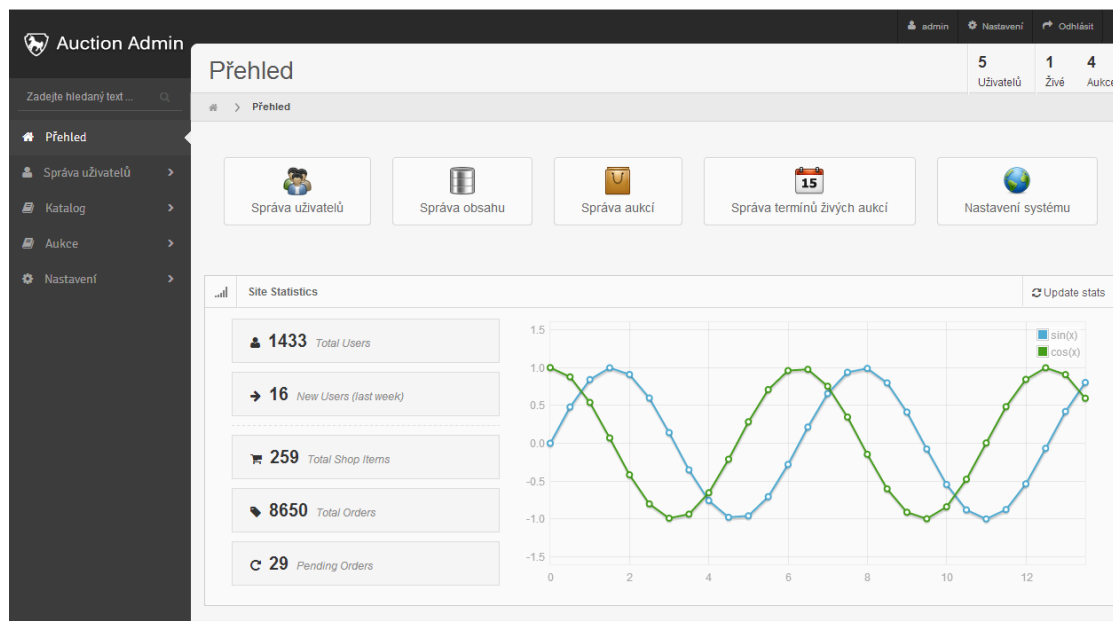 Auction Admin
admin
Nastavení
Odhlásit
Přehled
5
Uživatelů
1
Živé
4
Aukce
Zadejte hledaný text ...
Přehled
Přehled
Správa uživatelů
Katalog
Aukce
Nastavení
Správa uživatelů
Správa obsahu
Správa aukcí
15
Správa termínů živých aukcí
Nastavení systému
Site Statistics
Update stats
1433 Total Users
16 New Users (last week)
259 Total Shop Items
8650 Total Orders
29 Pending Orders
sin(x)
cos(x)
1.5
1.0
0.5
0.0
-0.5
-1.0
-1.5
0 2 4 6 8 10 12